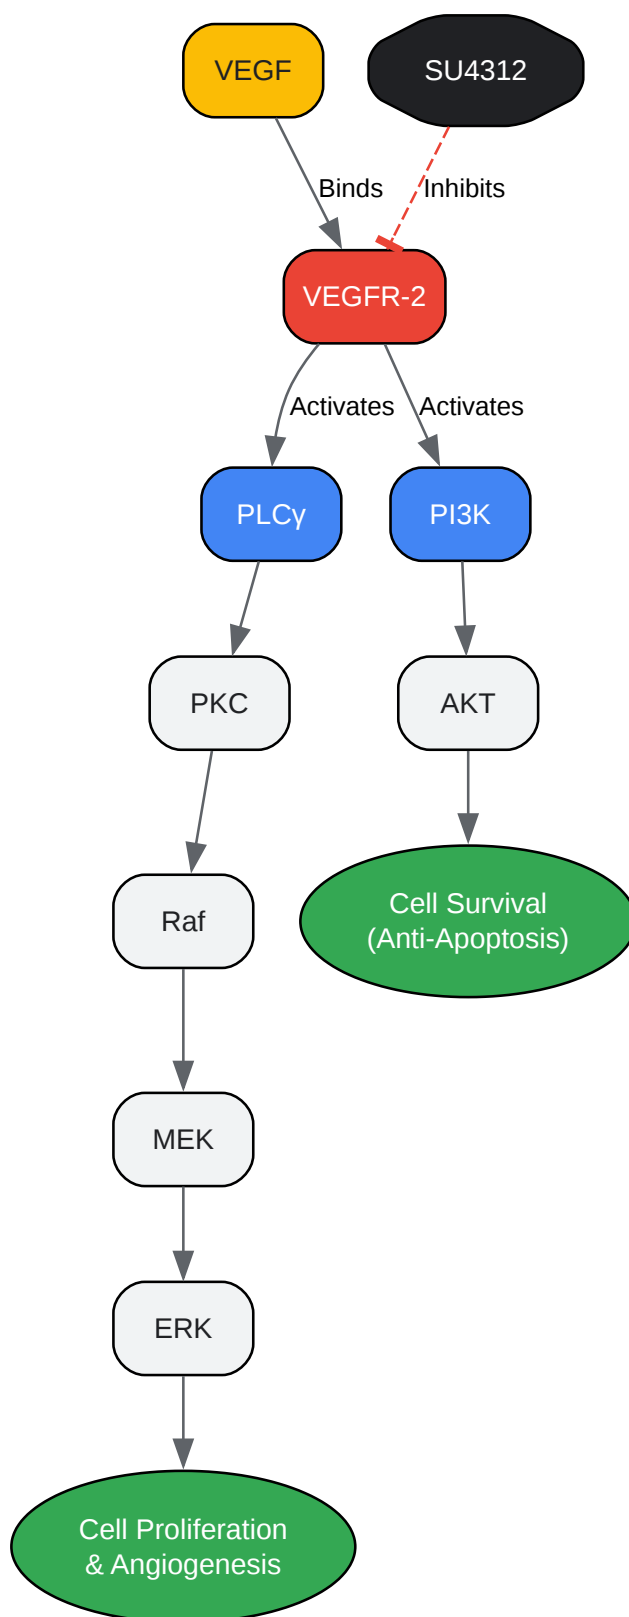 VEGF
SU4312
Binds
Inhibits
VEGFR-2
Activates
Activates
PLCγ
PI3K
PKC
AKT
Raf
Cell Survival
(Anti-Apoptosis)
MEK
ERK
Cell Proliferation
& Angiogenesis